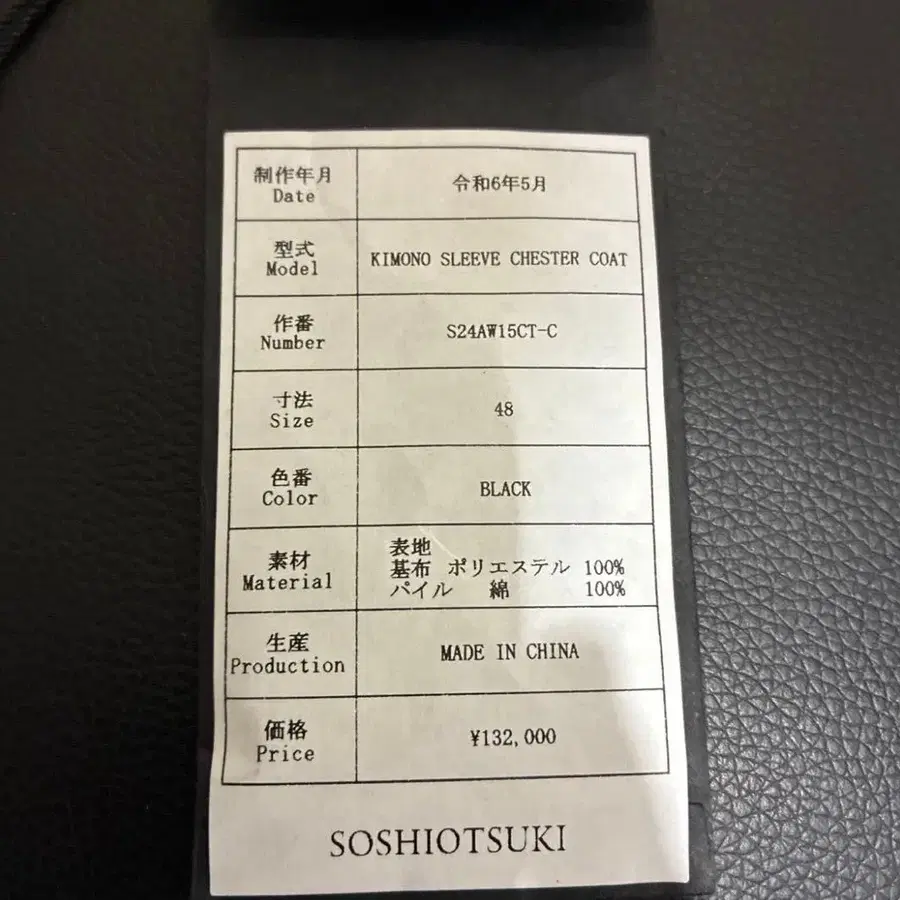 制作年月
Date
令和6年5月
型式
Model
KIMONO SLEEVE CHESTER COAT
作番
Number
S24AW15CT-C
寸法
Size
48
色番
Color
BLACK
素材
Material
表地
基布 ポリエステル 100%
パイル 綿 100%
生産
Production
MADE IN CHINA
価格
Price
¥132,000
SOSHIOTSUKI